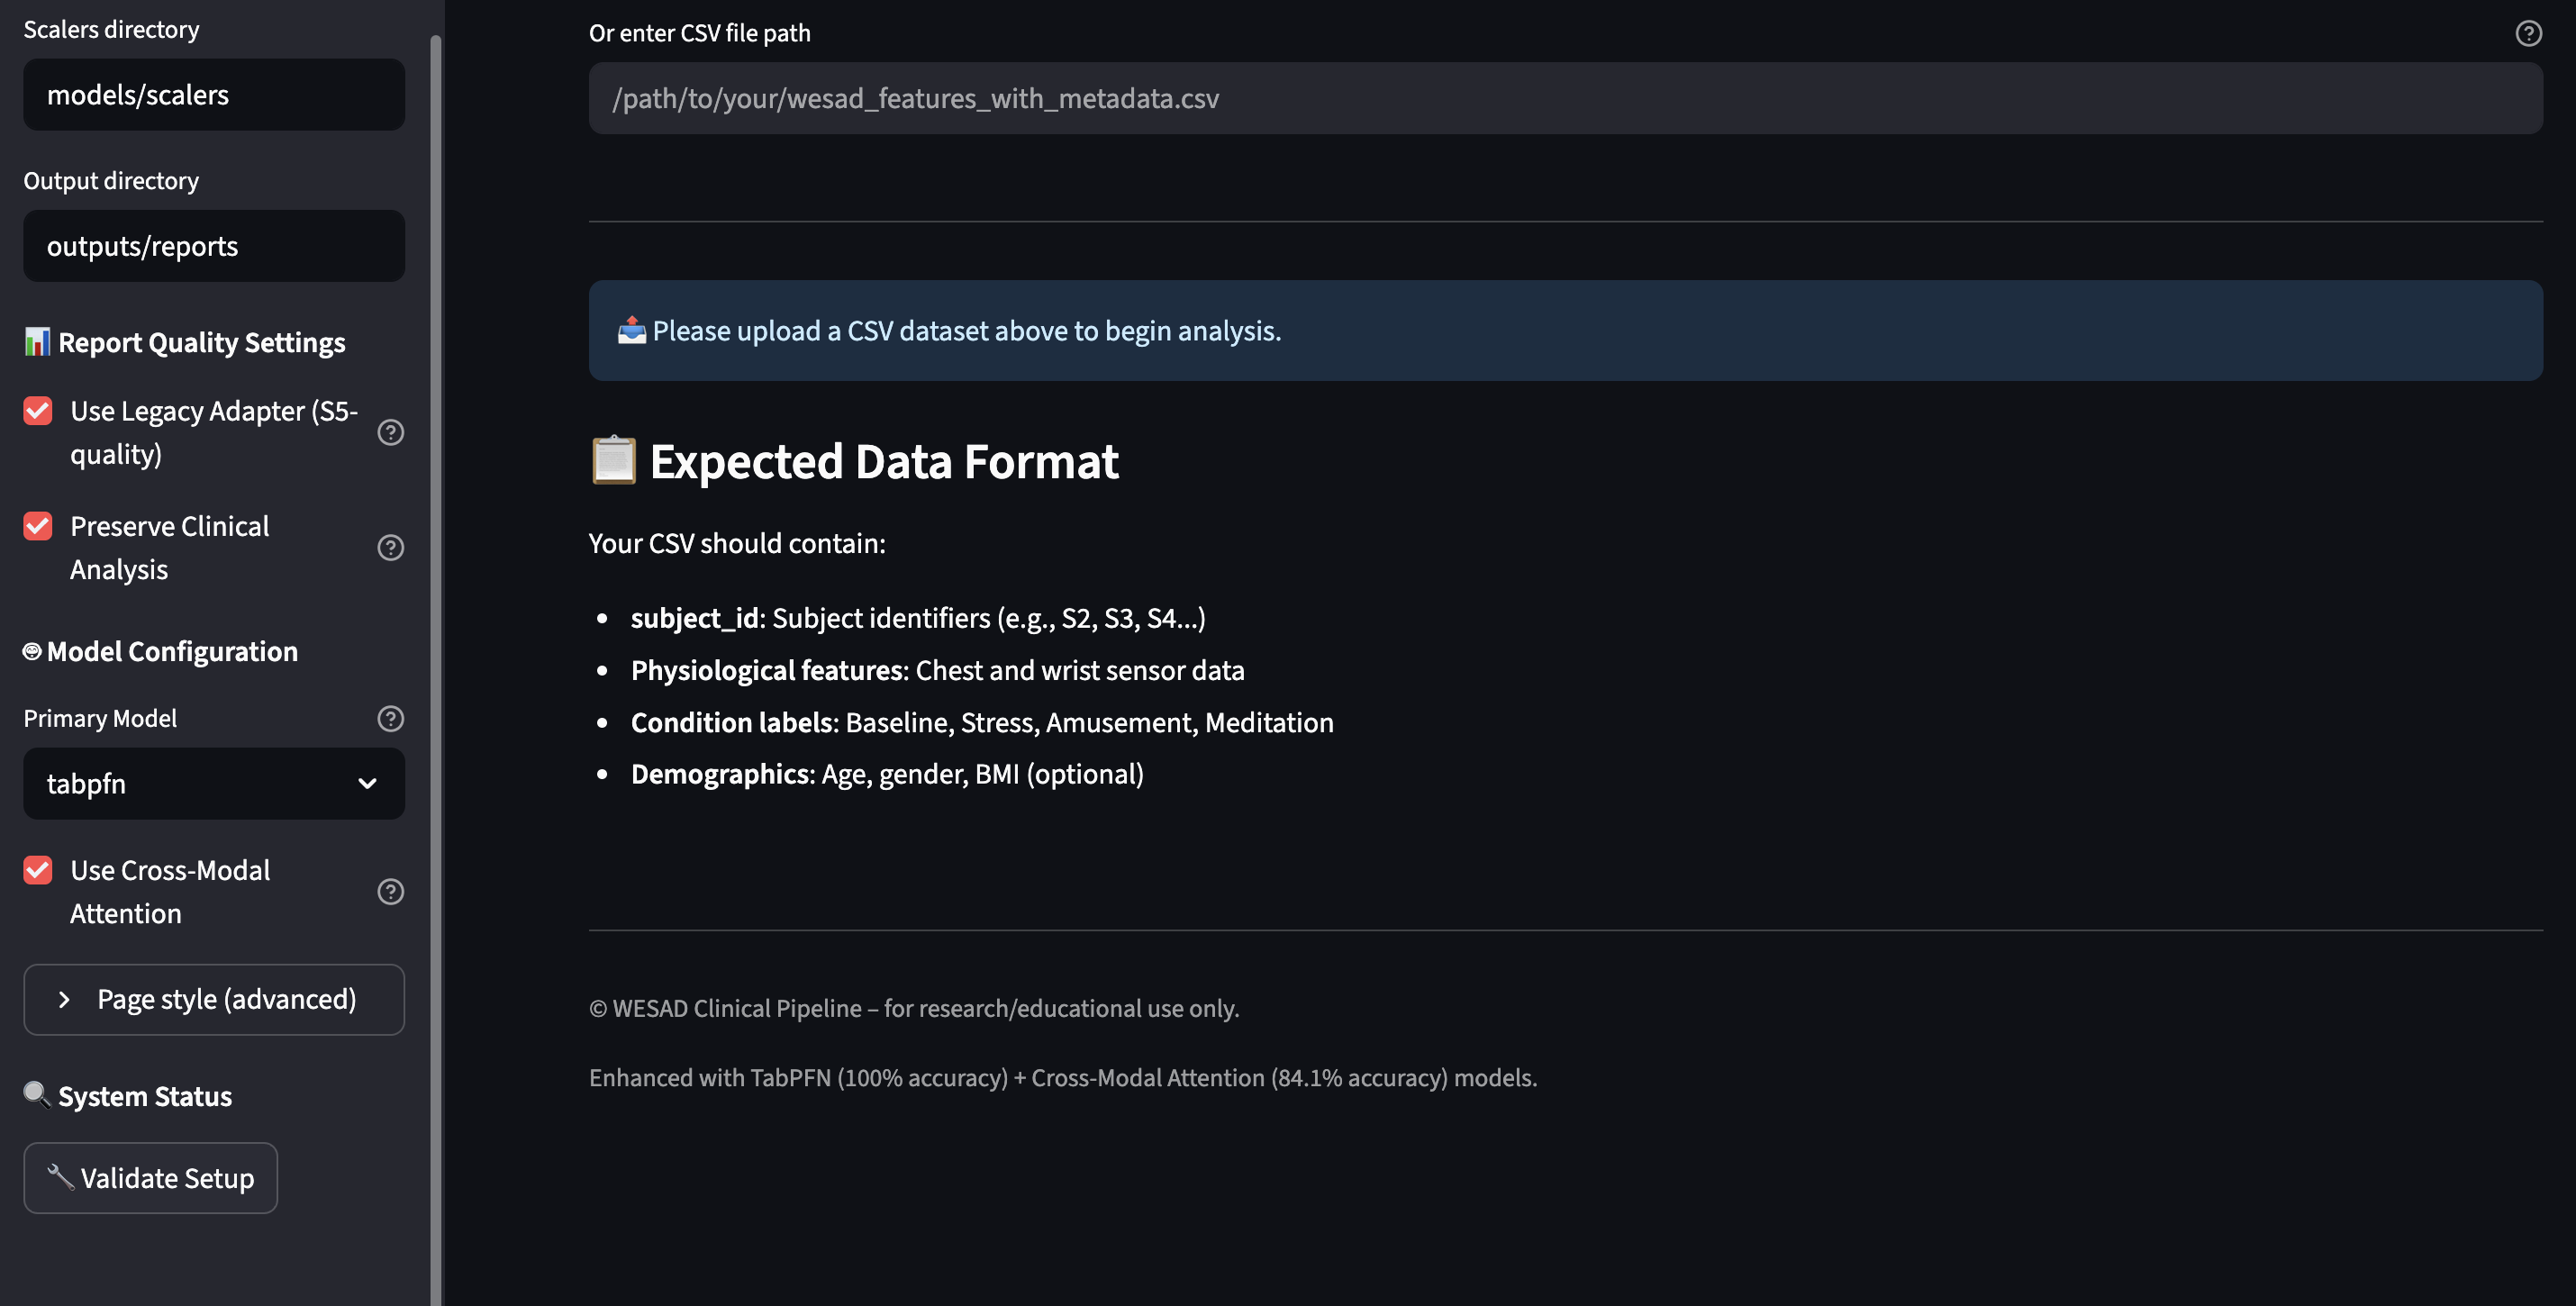 Scalers directory
models/scalers
Output directory
outputs/reports
📊 Report Quality Settings
Use Legacy Adapter (S5-
quality)
Preserve Clinical
Analysis
Model Configuration
Primary Model
tabpfn
Use Cross-Modal
Attention
Page style (advanced)
🔍 System Status
🔧 Validate Setup
Or enter CSV file path
/path/to/your/wesad_features_with_metadata.csv
📤 Please upload a CSV dataset above to begin analysis.
📋 Expected Data Format
Your CSV should contain:
• subject_id: Subject identifiers (e.g., S2, S3, S4...)
• Physiological features: Chest and wrist sensor data
• Condition labels: Baseline, Stress, Amusement, Meditation
• Demographics: Age, gender, BMI (optional)
© WESAD Clinical Pipeline – for research/educational use only.
Enhanced with TabPFN (100% accuracy) + Cross-Modal Attention (84.1% accuracy) models.